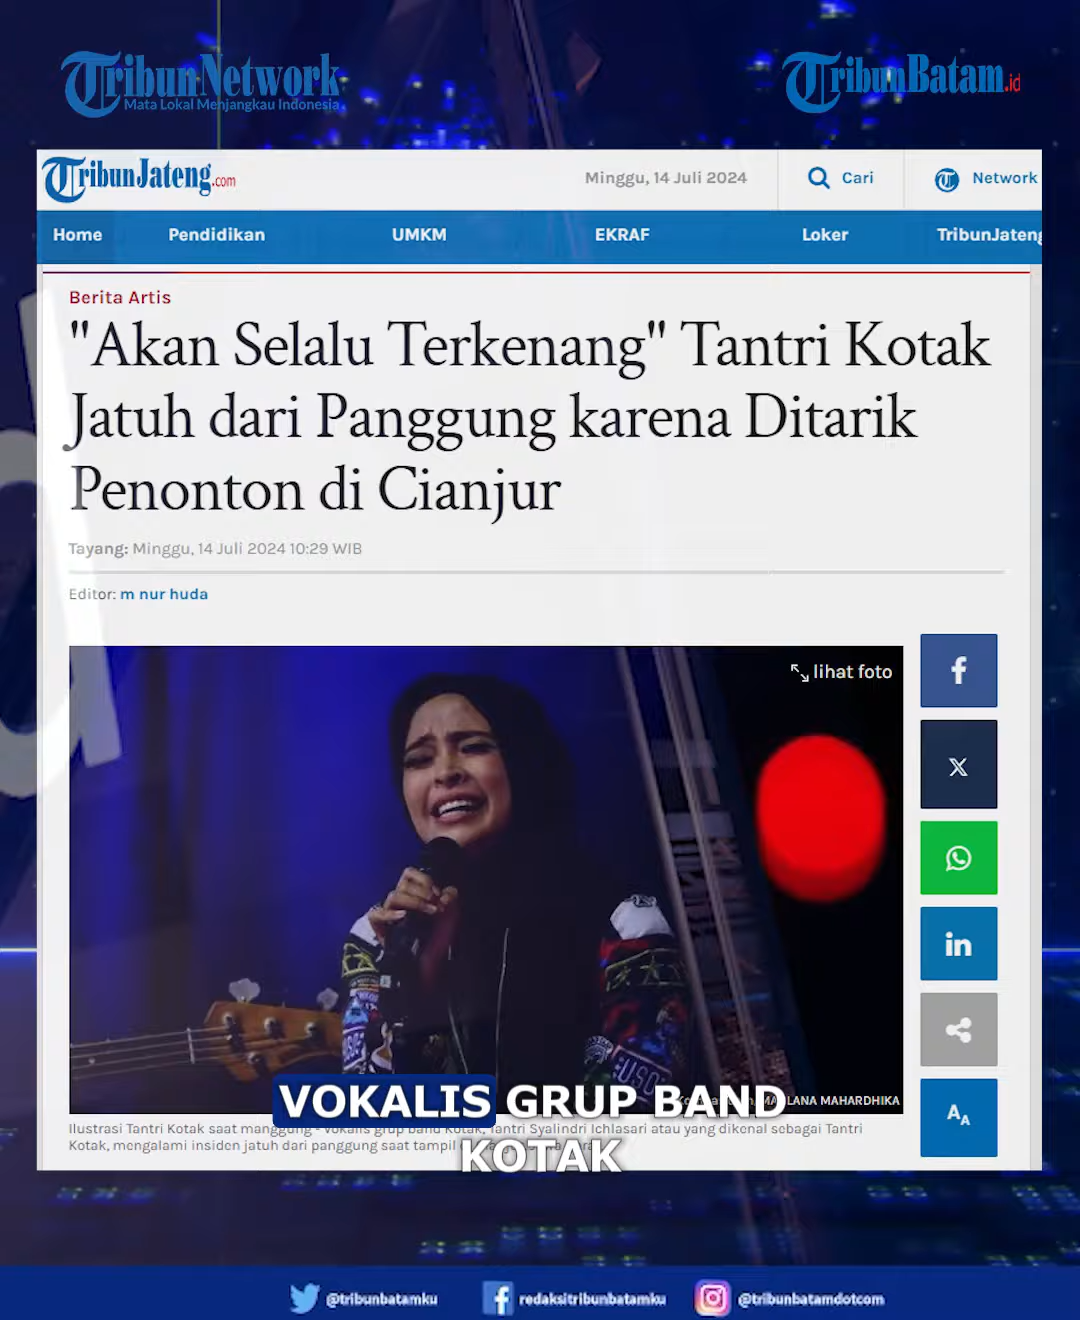 TribunNetwork
Mata Lokal Menjangkau Indonesia
TribunBatam.id
TribunJateng.com
Minggu, 14 Juli 2024
Cari
Network
Home
Pendidikan
UMKM
EKRAF
Loker
TribunJateng
Berita Artis
"Akan Selalu Terkenang" Tantri Kotak
Jatuh dari Panggung karena Ditarik
Penonton di Cianjur
Tayang: Minggu, 14 Juli 2024 10:29 WIB
Editor: m nur huda
lihat foto
MAHARDHIKA
VOKALIS GRUP BAND
KOTAK
Ilustrasi Tantri Kotak saat manggung - vokalis grup band Kotak, Tantri Syalindri Ichlasari atau yang dikenal sebagai Tantri
Kotak, mengalami insiden jatuh dari panggung saat tampil
AA
@tribunbatamku
redaksitribunbatamku
@tribunbatamdotcom